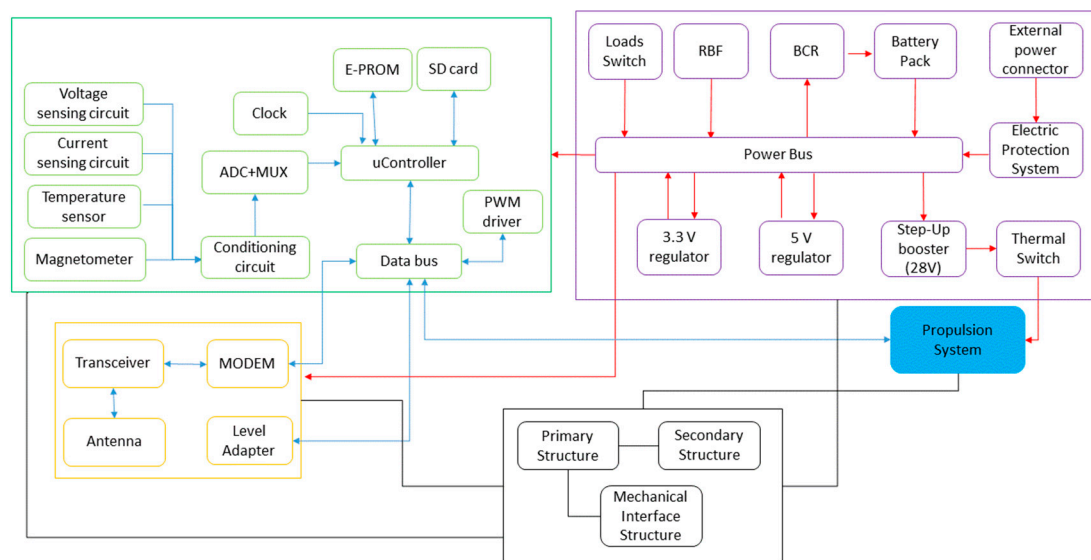 Voltage
sensing circuit
Current
sensing circuit
Temperature
sensor
Magnetometer
E-PROM
SD card
Clock
ADC+MUX
uController
Conditioning
circuit
Data bus
PWM
driver
Loads
Switch
RBF
BCR
Battery
Pack
External
power
connector
Power Bus
Electric
Protection
System
3.3 V
regulator
5 V
regulator
Step-Up
booster
(28V)
Thermal
Switch
Propulsion
System
Transceiver
MODEM
Antenna
Level
Adapter
Primary
Structure
Secondary
Structure
Mechanical
Interface
Structure